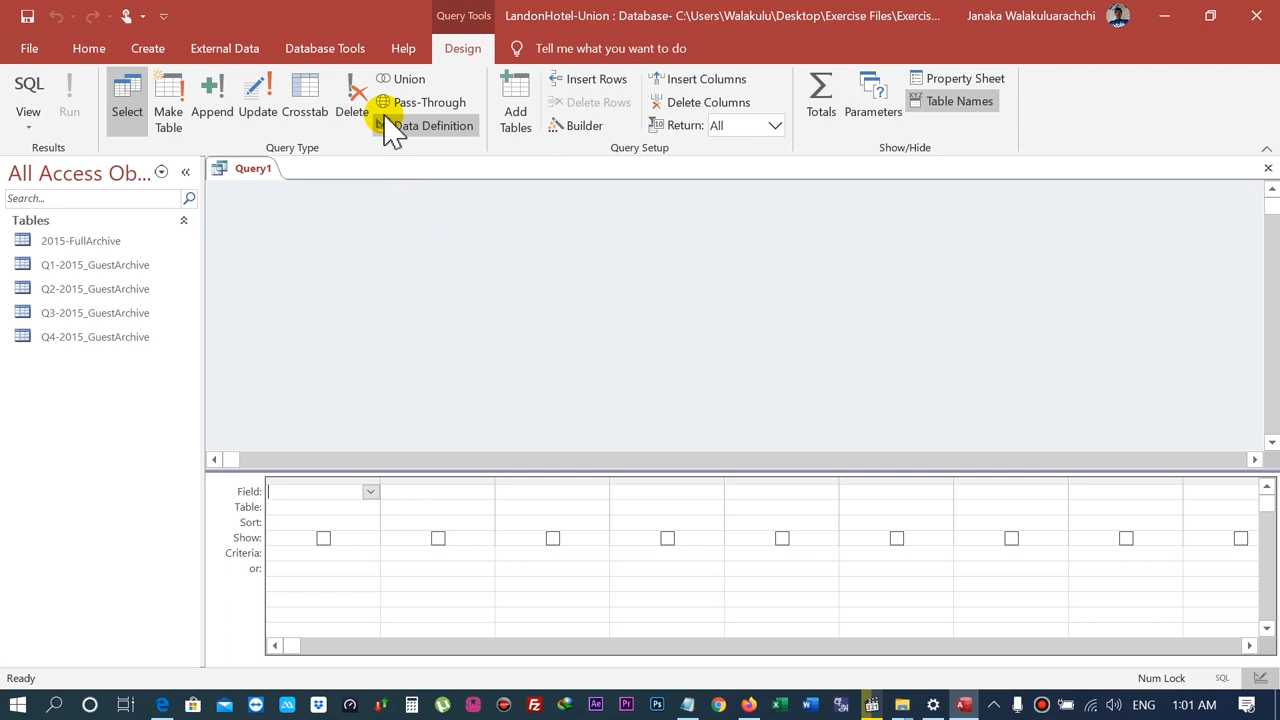 Query Tools
LandonHotel-Union : Database- C:\Users\Walakulu\Desktop\Exercise Files\Exercis...
Janaka Walakuluarachchi
File
Home
Create
External Data
Database Tools
Help
Design
Tell me what you want to do
SQL
View
Run
Results
Select
Make
Table
Append
Update
Crosstab
Delete
Union
Pass-Through
Data Definition
Query Type
Add
Tables
Insert Rows
Delete Rows
Builder
Insert Columns
Delete Columns
Return:
All
Query Setup
Totals
Parameters
Property Sheet
XYZ
Table Names
Show/Hide
All Access Ob...
Search...
Tables
2015-FullArchive
Q1-2015_GuestArchive
Q2-2015_GuestArchive
Q3-2015_GuestArchive
Q4-2015_GuestArchive
Query1
Field:
Table:
Sort:
Show:
Criteria:
or:
Ready
Num Lock
SQL
ENG
1:01 AM